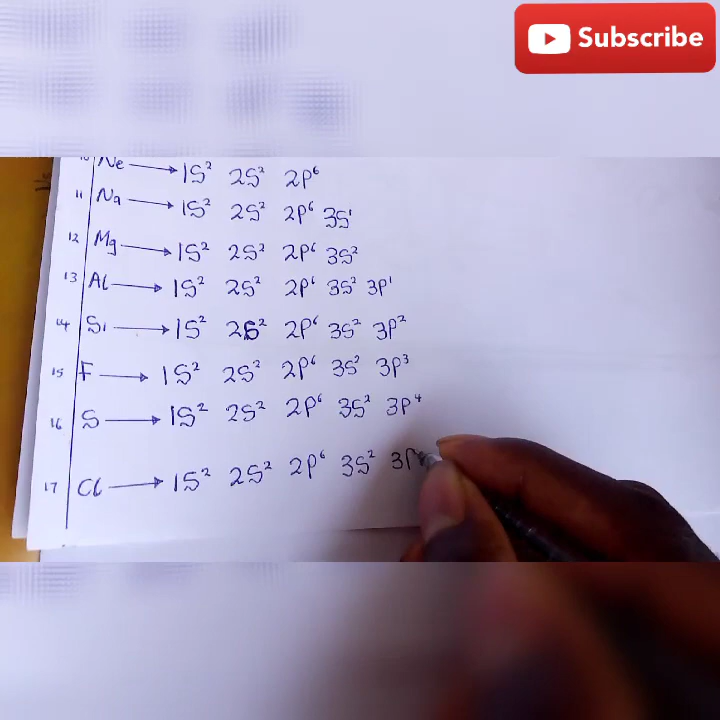 Subscribe
10 Ne → 1S² 2S² 2P⁶
11 Na → 1S² 2S² 2P⁶ 3S¹
12 Mg → 1S² 2S² 2P⁶ 3S²
13 Al → 1S² 2S² 2P⁶ 3S² 3P¹
14 Si → 1S² 2S² 2P⁶ 3S² 3P²
15 F → 1S² 2S² 2P⁶ 3S² 3P³
16 S → 1S² 2S² 2P⁶ 3S² 3P⁴
17 Cl → 1S² 2S² 2P⁶ 3S² 3P